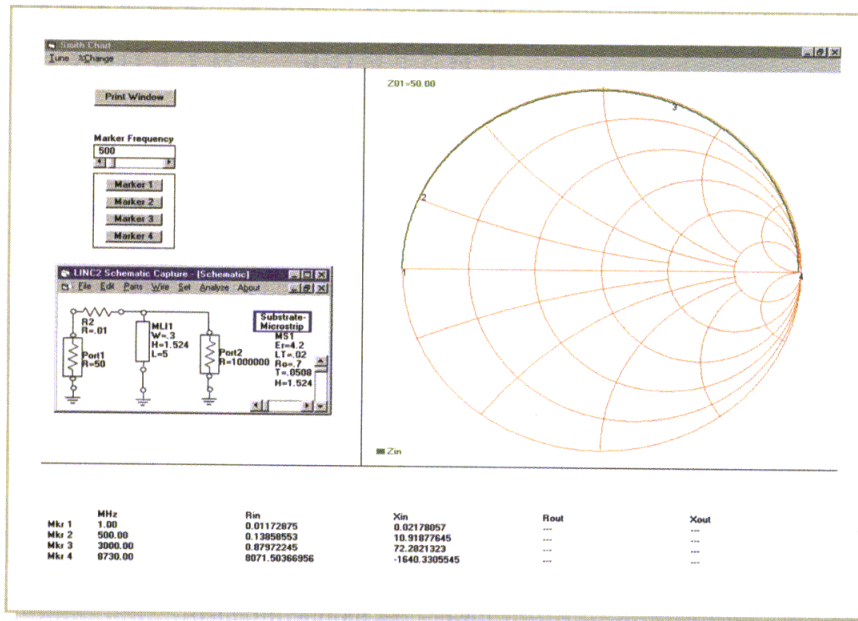 Smith Chart
Tune %Change
Print Window
Marker Frequency
500
Marker 1
Marker 2
Marker 3
Marker 4
LINC2 Schematic Capture - [Schematic]
File Edit Parts Wire Set Analyze About
R2
R=.01
Port1
R=50
MLI1
W=.3
H=1.524
L=5
Port2
R=1000000
Substrate-
Microstrip
MS1
Er=4.2
LT=.02
Ro=.7
T=.0508
H=1.524
Z01=50.00
1
2
3
4
Zin
MHz Rin Xin Rout Xout
Mkr 1 1.00 0.01172875 0.02178057 --- ---
Mkr 2 500.00 0.13858553 10.91877645 --- ---
Mkr 3 3000.00 0.87972245 72.2821323 --- ---
Mkr 4 8730.00 8071.50366956 -1640.3305545 --- ---